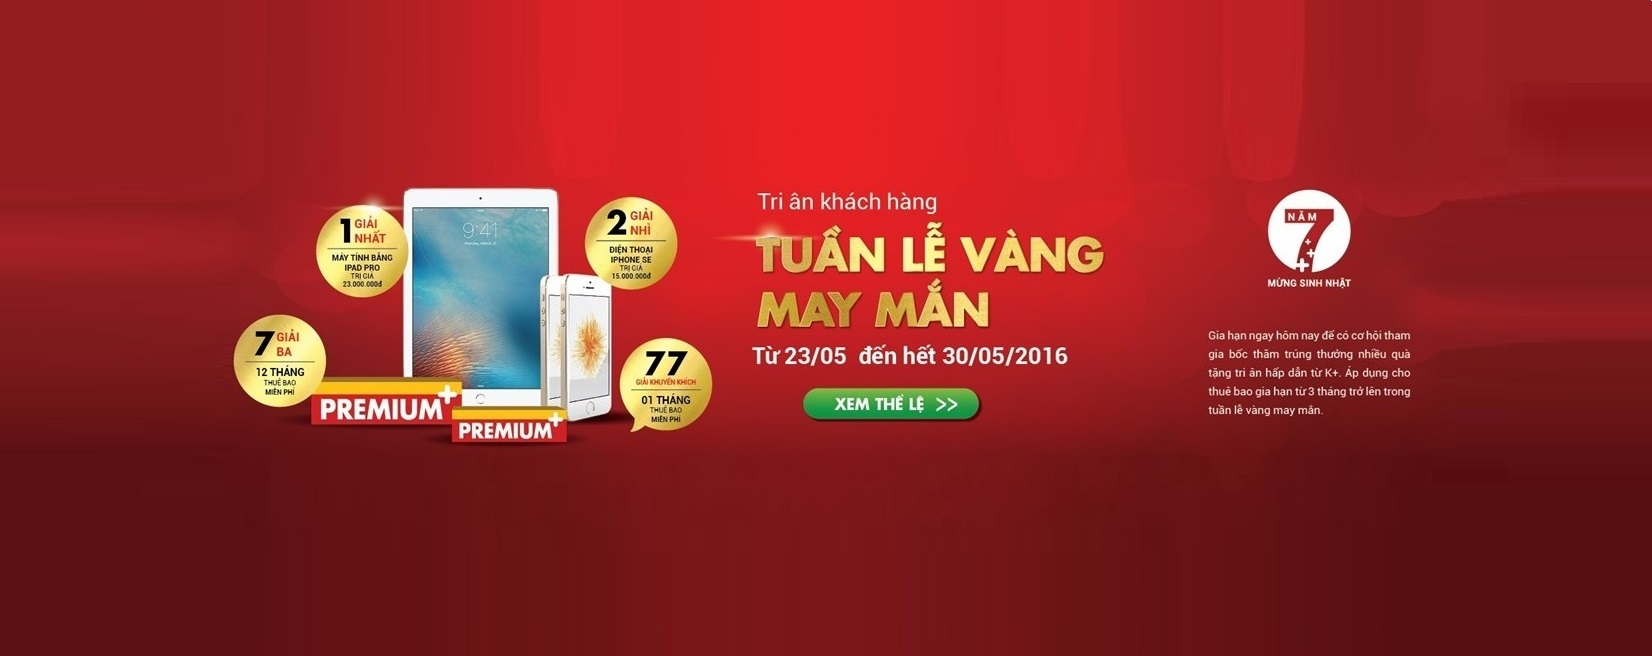 1 GIẢI
NHẤT
MÁY TÍNH BẢNG
IPAD PRO
TRỊ GIÁ
23.000.000đ
9:41
2 GIẢI
NHÌ
ĐIỆN THOẠI
IPHONE SE
TRỊ GIÁ
15.000.000đ
7 GIẢI
BA
12 THÁNG
THUÊ BAO
MIỄN PHÍ
77
GIẢI KHUYẾN KHÍCH
01 THÁNG
THUÊ BAO
MIỄN PHÍ
PREMIUM+
PREMIUM+
Tri ân khách hàng
TUẦN LỄ VÀNG
MAY MẮN
Từ 23/05 đến hết 30/05/2016
XEM THỂ LỆ >>
NĂM
7
MỪNG SINH NHẬT
Gia hạn ngay hôm nay để có cơ hội tham
gia bốc thăm trúng thưởng nhiều quà
tặng tri ân hấp dẫn từ K+. Áp dụng cho
thuê bao gia hạn từ 3 tháng trở lên trong
tuần lễ vàng may mắn.